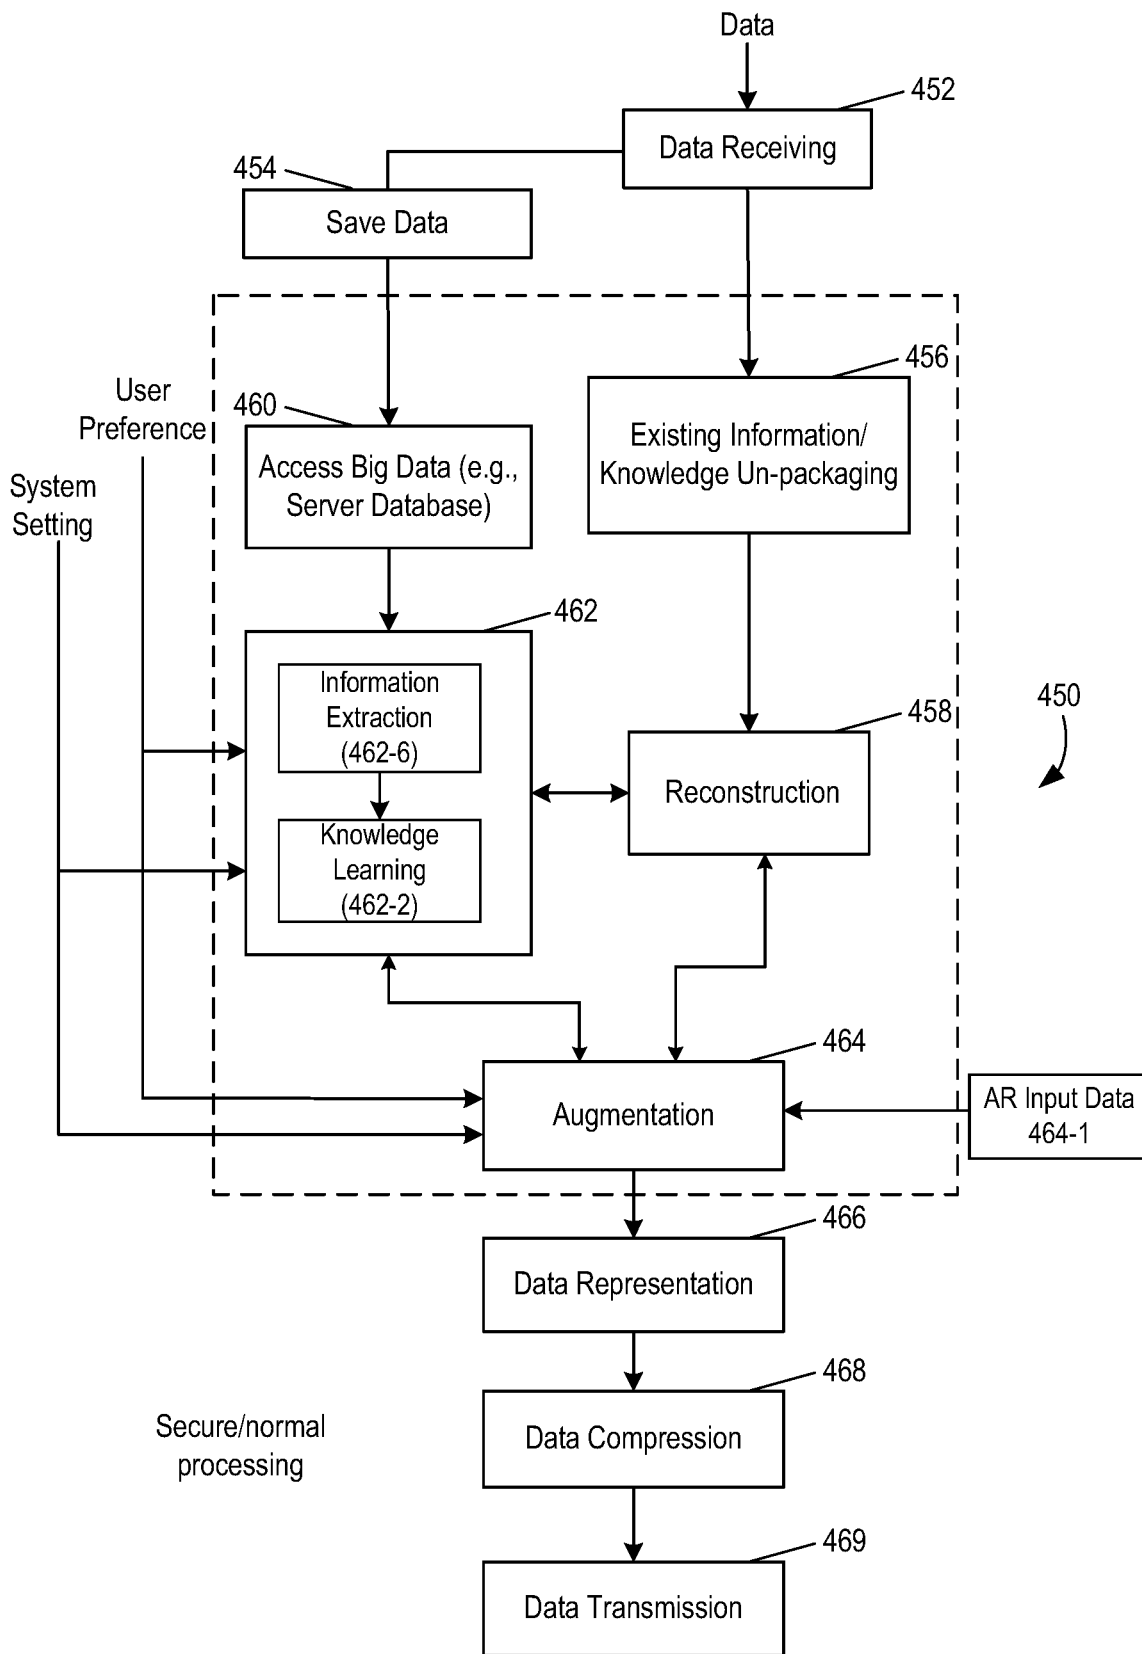 Data
452
Data Receiving
454
Save Data
456
Existing Information/
Knowledge Un-packaging
User
Preference
460
Access Big Data (e.g.,
Server Database)
System
Setting
462
Information
Extraction
(462-6)
Knowledge
Learning
(462-2)
458
Reconstruction
450
464
Augmentation
AR Input Data
464-1
466
Data Representation
468
Data Compression
Secure/normal
processing
469
Data Transmission